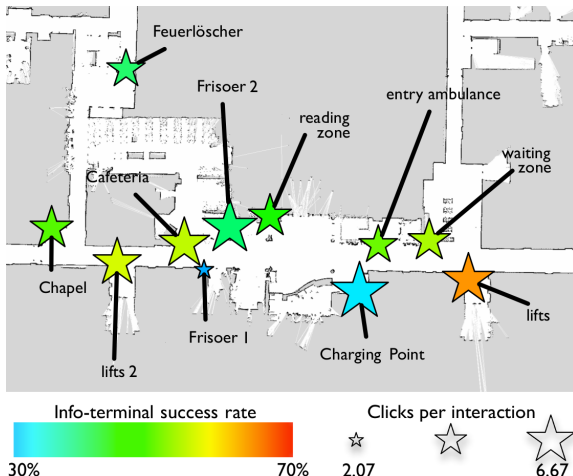 Feuerlöscher
Frisoer 2
entry ambulance
reading
zone
waiting
zone
Cafeteria
Chapel
Frisoer 1
lifts
Charging Point
lifts 2
Info-terminal success rate
Clicks per interaction
30%
70%
2.07
6.67